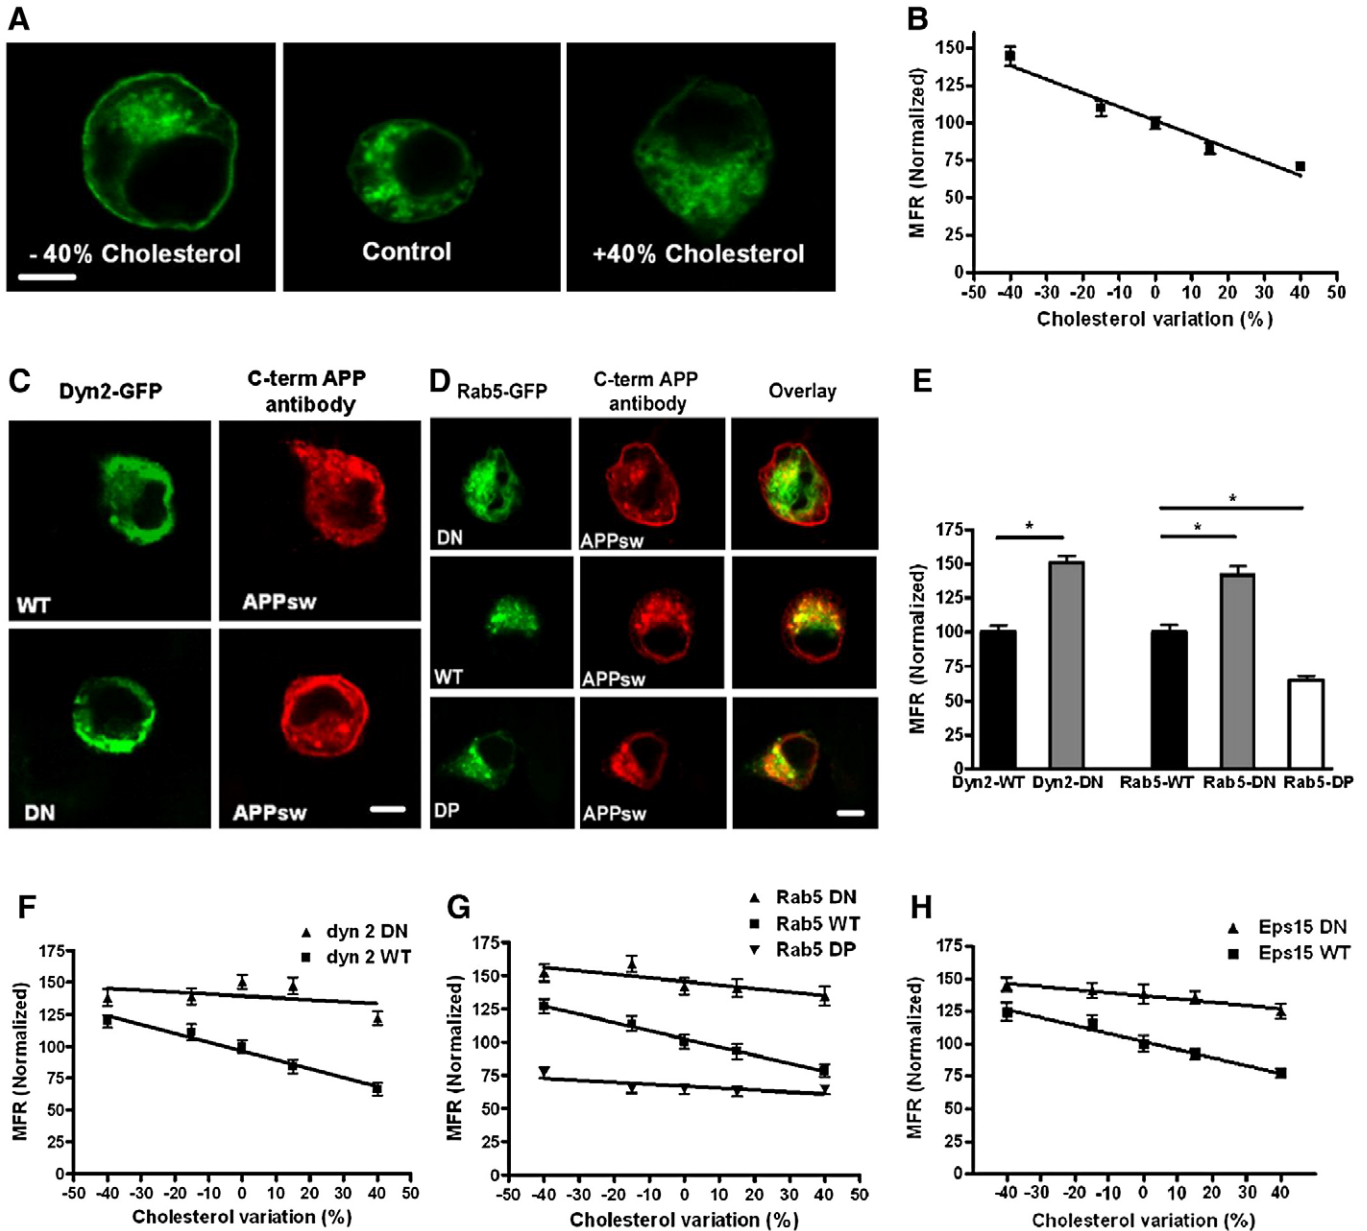 A
- 40% Cholesterol
Control
+40% Cholesterol
B
MFR (Normalized)
150
125
100
75
50
25
0
-50 -40 -30 -20 -10 0 10 20 30 40 50
Cholesterol variation (%)
C
Dyn2-GFP
C-term APP antibody
WT
APPsw
DN
APPsw
D
Rab5-GFP
C-term APP antibody
Overlay
DN
APPsw
WT
APPsw
DP
APPsw
E
MFR (Normalized)
175
150
125
100
75
50
25
0
*
*
*
Dyn2-WT Dyn2-DN Rab5-WT Rab5-DN Rab5-DP
F
dyn 2 DN
dyn 2 WT
MFR (Normalized)
175
150
125
100
75
50
25
0
-50 -40 -30 -20 -10 0 10 20 30 40 50
Cholesterol variation (%)
G
Rab5 DN
Rab5 WT
Rab5 DP
MFR (Normalized)
175
150
125
100
75
50
25
0
-50 -40 -30 -20 -10 0 10 20 30 40 50
Cholesterol variation (%)
H
Eps15 DN
Eps15 WT
MFR (Normalized)
175
150
125
100
75
50
25
0
-40 -30 -20 -10 0 10 20 30 40
Cholesterol variation (%)